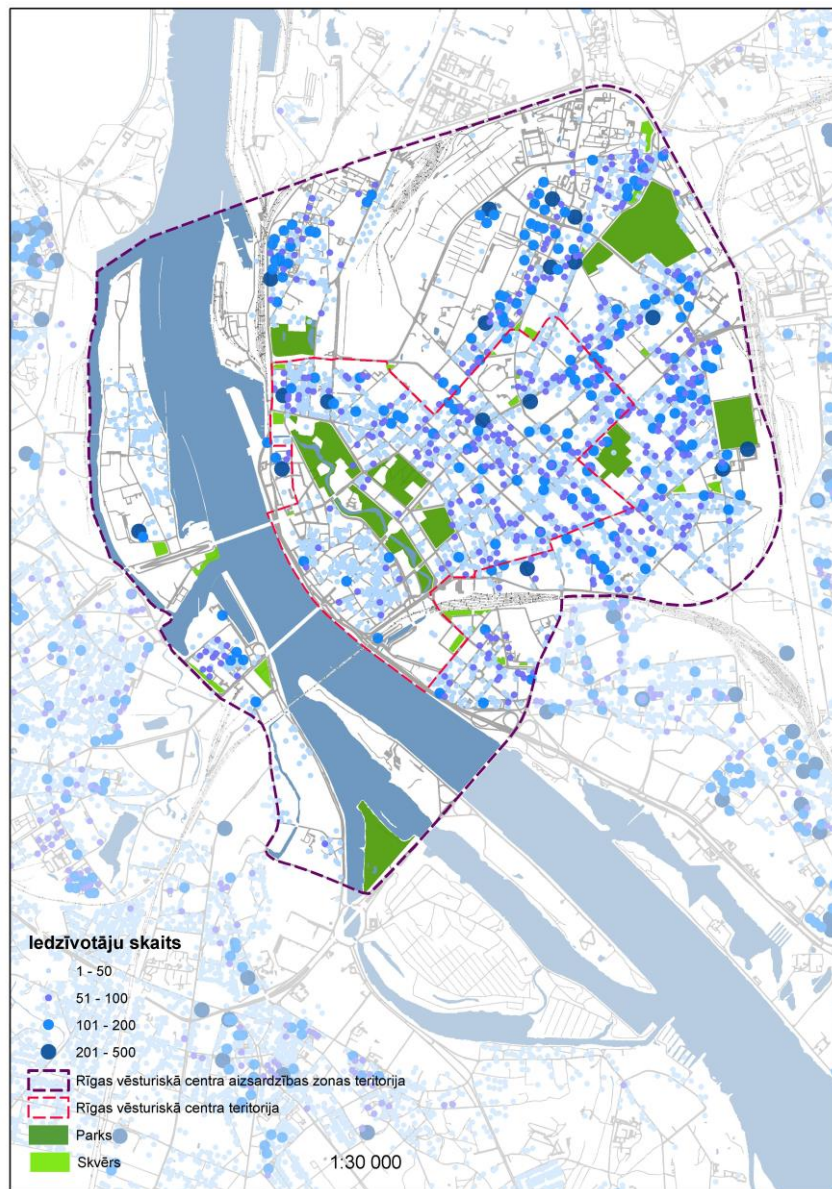 Iedzīvotāju skaits
1 - 50
51 - 100
101 - 200
201 - 500
Rīgas vēsturiskā centra aizsardzības zonas teritorija
Rīgas vēsturiskā centra teritorija
Parks
Skvērs
1:30 000